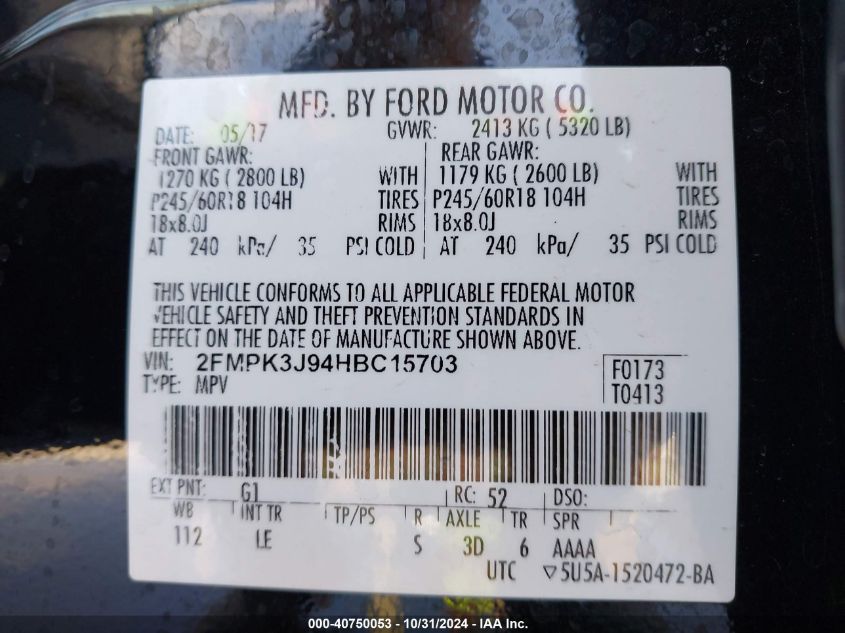 MFD. BY FORD MOTOR CO.
DATE: 05/17 GVWR: 2413 KG ( 5320 LB)
FRONT GAWR: REAR GAWR:
1270 KG ( 2800 LB) WITH 1179 KG ( 2600 LB) WITH
P245/60R18 104H TIRES P245/60R18 104H TIRES
18x8.0J RIMS 18x8.0J RIMS
AT 240 kPa/ 35 PSI COLD AT 240 kPa/ 35 PSI COLD
THIS VEHICLE CONFORMS TO ALL APPLICABLE FEDERAL MOTOR
VEHICLE SAFETY AND THEFT PREVENTION STANDARDS IN
EFFECT ON THE DATE OF MANUFACTURE SHOWN ABOVE.
VIN: 2FMPK3J94HBC15703 F0173
TYPE: MPV T0413
EXT PNT: G1 RC: 52 DSO:
WB INT TR TP/PS R AXLE TR SPR
112 LE S 3D 6 AAAA
UTC ▽5U5A-1520472-BA
000-40750053 - 10/31/2024 - IAA Inc.